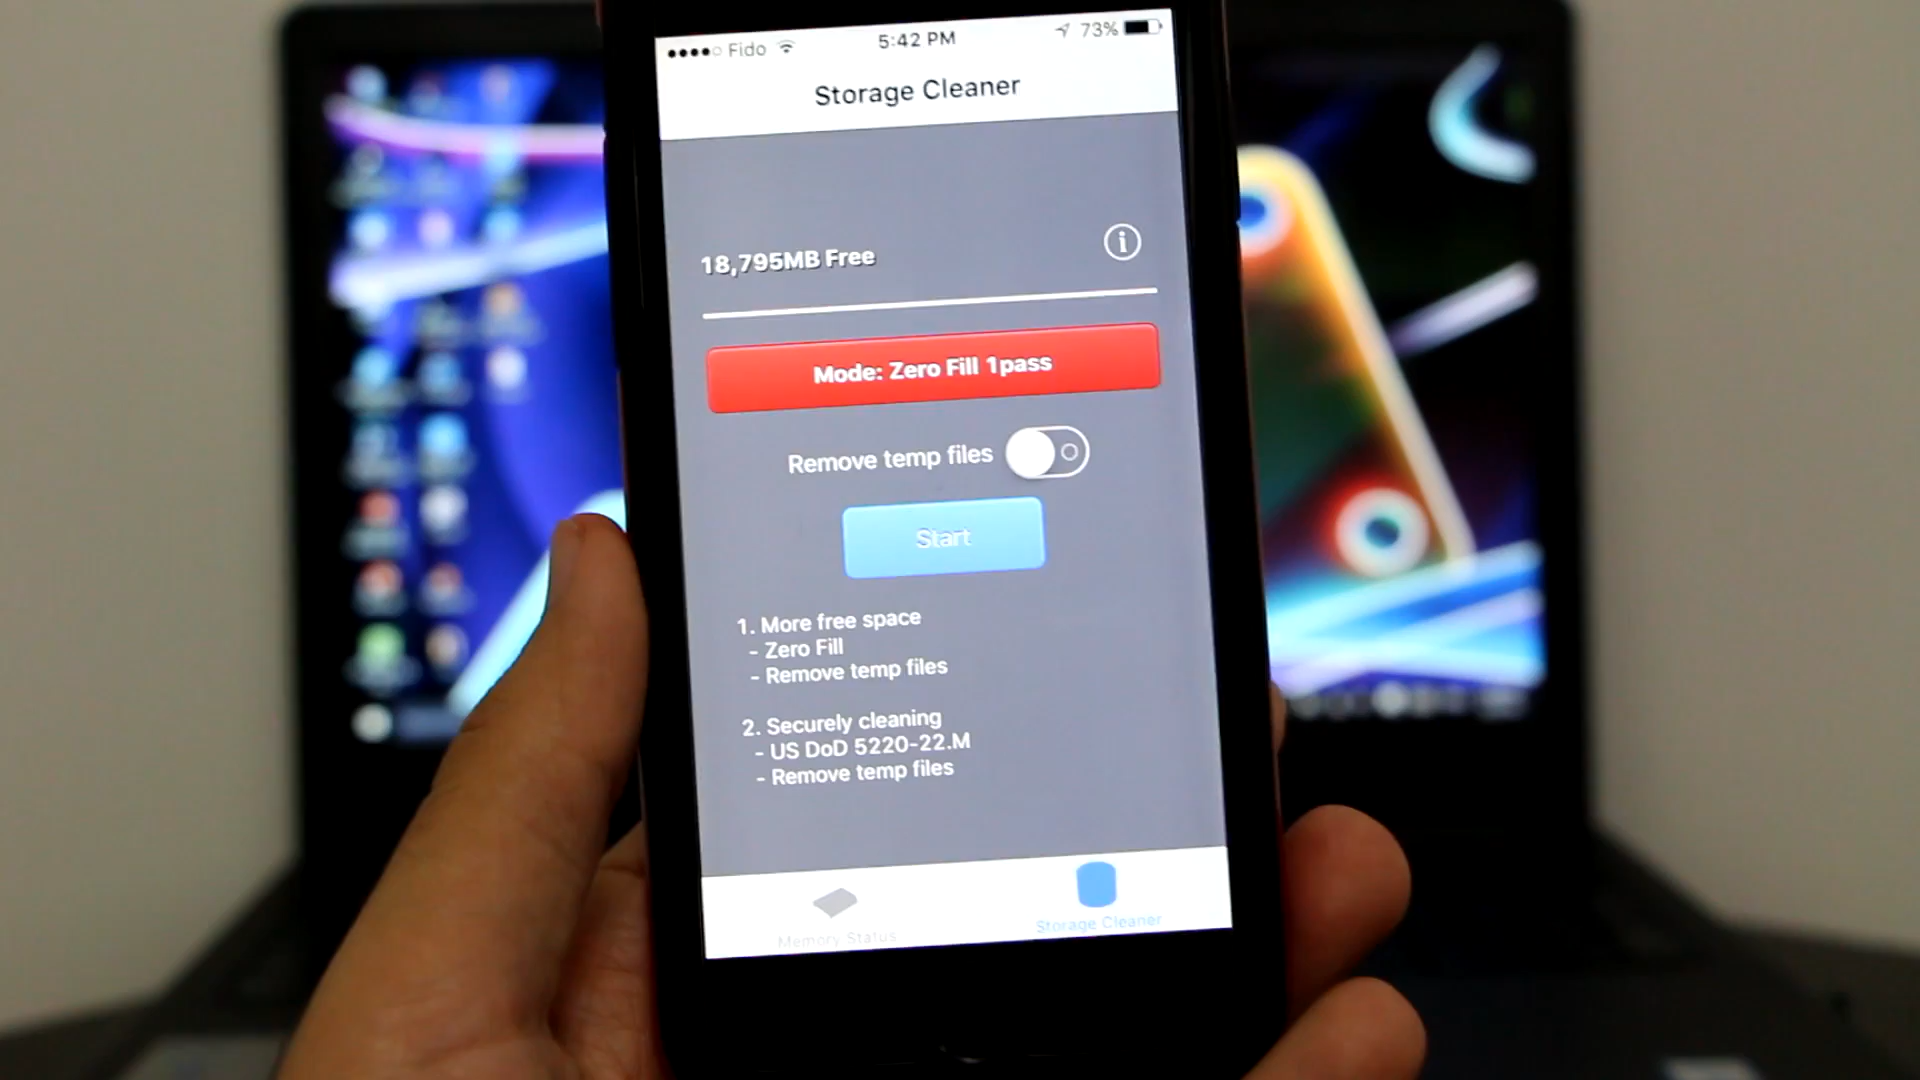 Fido 5:42 PM 73%
Storage Cleaner
18,795MB Free
Mode: Zero Fill 1pass
Remove temp files
Start
1. More free space
- Zero Fill
- Remove temp files
2. Securely cleaning
- US DoD 5220-22.M
- Remove temp files
Memory Status Storage Cleaner